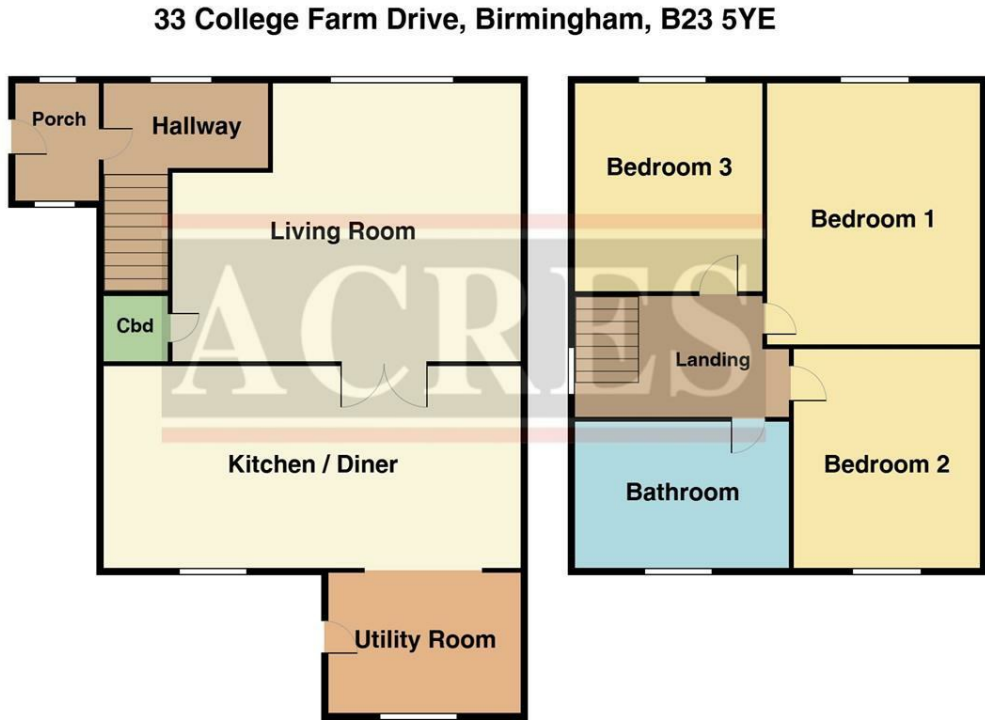 33 College Farm Drive, Birmingham, B23 5YE
Porch
Hallway
Living Room
Cbd
Kitchen / Diner
Utility Room
Bedroom 3
Bedroom 1
Landing
Bedroom 2
Bathroom
ACRES